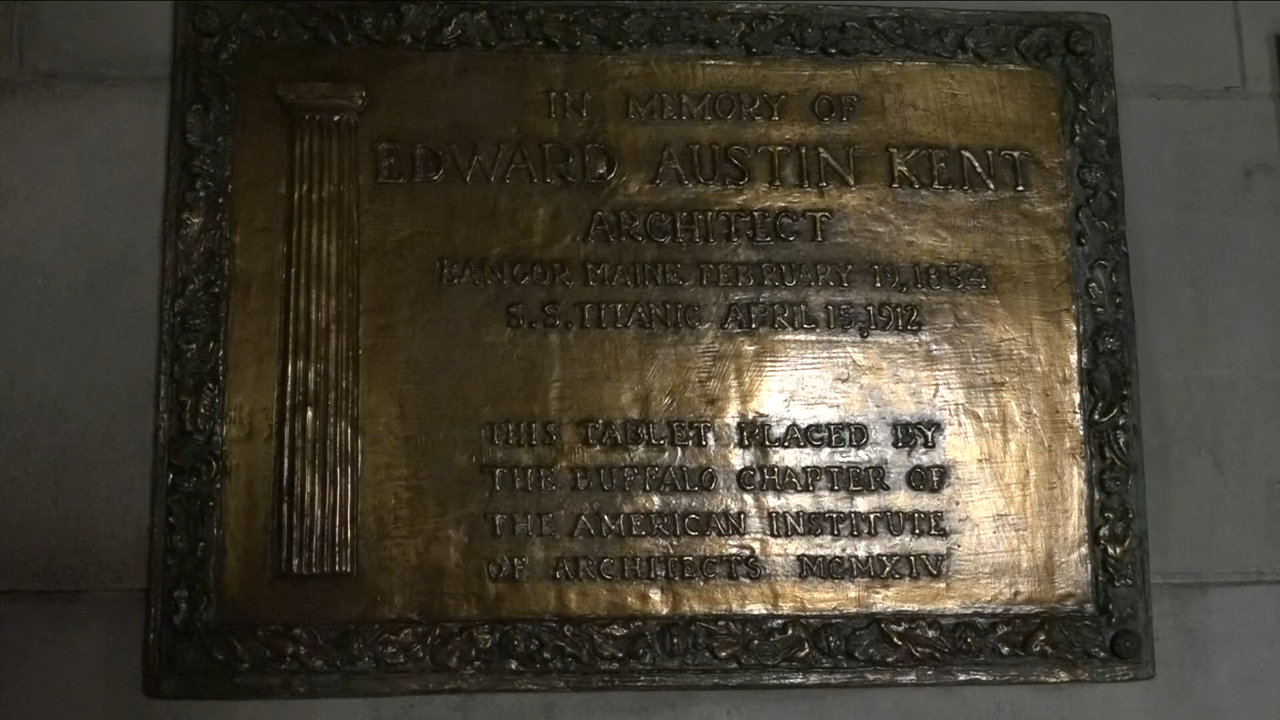 IN MEMORY OF
EDWARD AUSTIN KENT
ARCHITECT
BANGOR MAINE. FEBRUARY 19, 1854
S. S. TITANIC APRIL 15, 1912
THIS TABLET PLACED BY
THE BUFFALO CHAPTER OF
THE AMERICAN INSTITUTE
OF ARCHITECTS MCMXIV